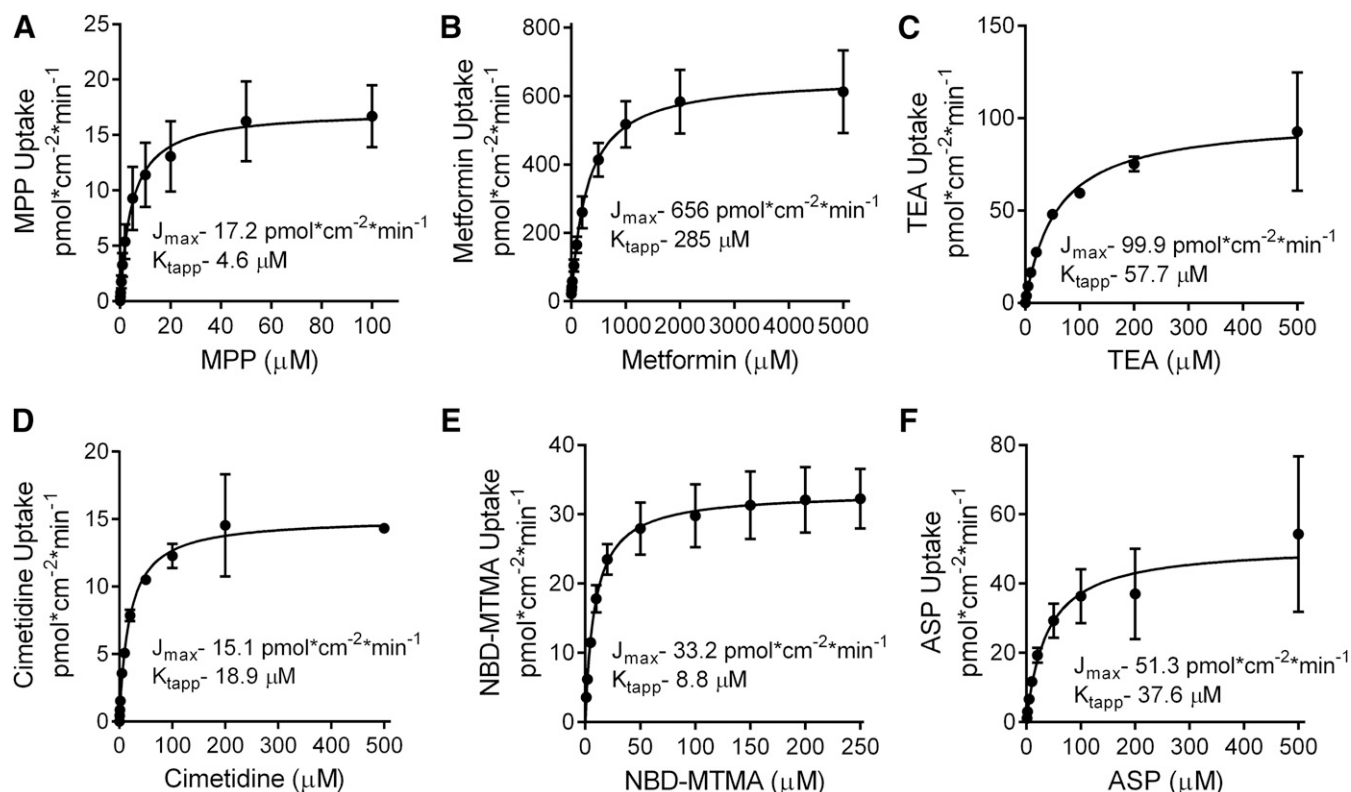 A
MPP Uptake
pmol*cm⁻²*min⁻¹
25
20
15
10
5
0
J_max- 17.2 pmol*cm⁻²*min⁻¹
K_tapp- 4.6 μM
0 20 40 60 80 100
MPP (μM)
B
Metformin Uptake
pmol*cm⁻²*min⁻¹
800
600
400
200
0
J_max- 656 pmol*cm⁻²*min⁻¹
K_tapp- 285 μM
0 1000 2000 3000 4000 5000
Metformin (μM)
C
TEA Uptake
pmol*cm⁻²*min⁻¹
150
100
50
0
J_max- 99.9 pmol*cm⁻²*min⁻¹
K_tapp- 57.7 μM
0 100 200 300 400 500
TEA (μM)
D
Cimetidine Uptake
pmol*cm⁻²*min⁻¹
20
15
10
5
0
J_max- 15.1 pmol*cm⁻²*min⁻¹
K_tapp- 18.9 μM
0 100 200 300 400 500
Cimetidine (μM)
E
NBD-MTMA Uptake
pmol*cm⁻²*min⁻¹
40
30
20
10
0
J_max- 33.2 pmol*cm⁻²*min⁻¹
K_tapp- 8.8 μM
0 50 100 150 200 250
NBD-MTMA (μM)
F
ASP Uptake
pmol*cm⁻²*min⁻¹
80
60
40
20
0
J_max- 51.3 pmol*cm⁻²*min⁻¹
K_tapp- 37.6 μM
0 100 200 300 400 500
ASP (μM)